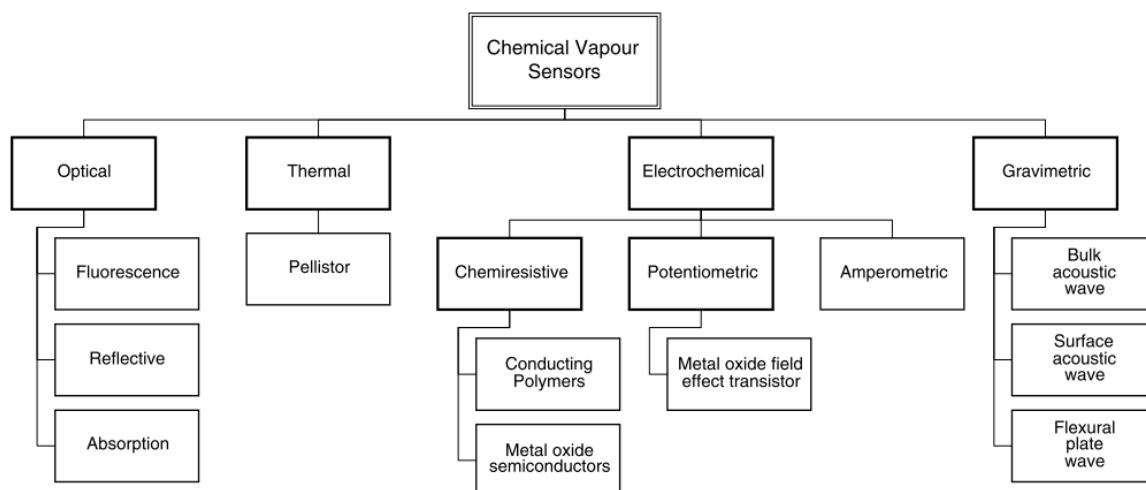 Chemical Vapour
Sensors
Optical
Thermal
Electrochemical
Gravimetric
Fluorescence
Reflective
Absorption
Pellistor
Chemiresistive
Potentiometric
Amperometric
Conducting
Polymers
Metal oxide
semiconductors
Metal oxide field
effect transistor
Bulk
acoustic
wave
Surface
acoustic
wave
Flexural
plate
wave